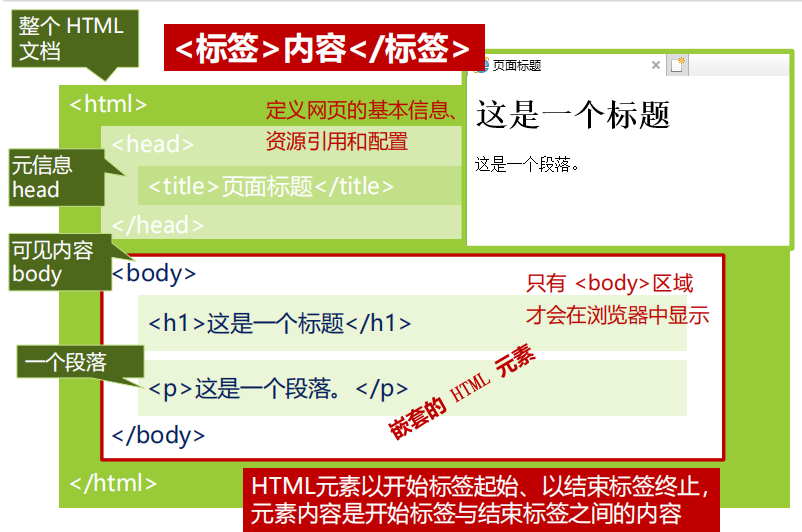 整个 HTML
文档
<标签>内容</标签>
页面标题
<html>
定义网页的基本信息、
资源引用和配置
这是一个标题
这是一个段落。
<head>
元信息
head
<title>页面标题</title>
</head>
可见内容
body
<body>
只有 <body>区域
才会在浏览器中显示
<h1>这是一个标题</h1>
一个段落
<p>这是一个段落。</p>
嵌套的 HTML 元素
</body>
</html>
HTML元素以开始标签起始、以结束标签终止，
元素内容是开始标签与结束标签之间的内容